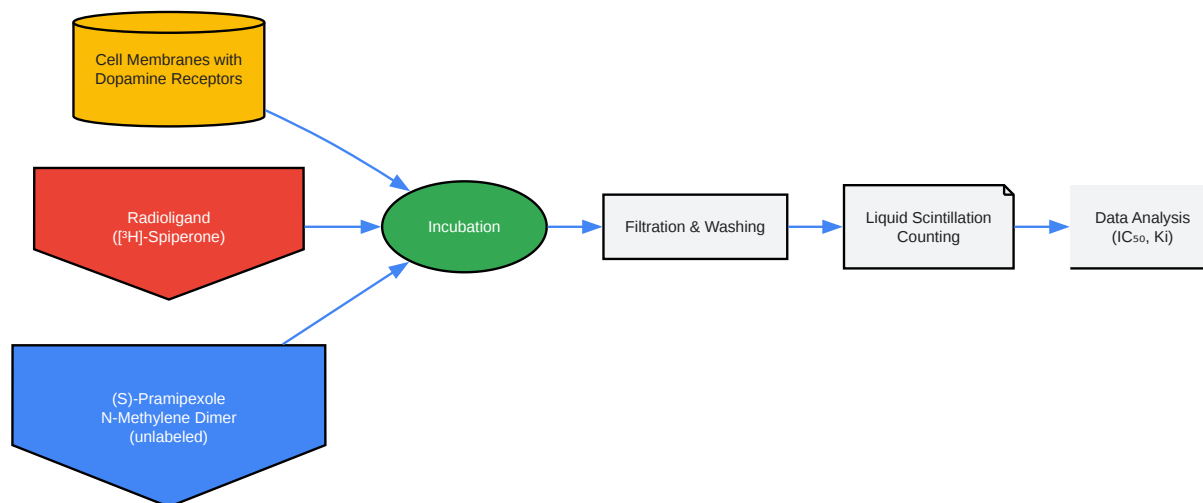 Cell Membranes with
Dopamine Receptors
Radioligand
([³H]-Spiperone)
(S)-Pramipexole
N-Methylene Dimer
(unlabeled)
Incubation
Filtration & Washing
Liquid Scintillation
Counting
Data Analysis
(IC₅₀, Ki)